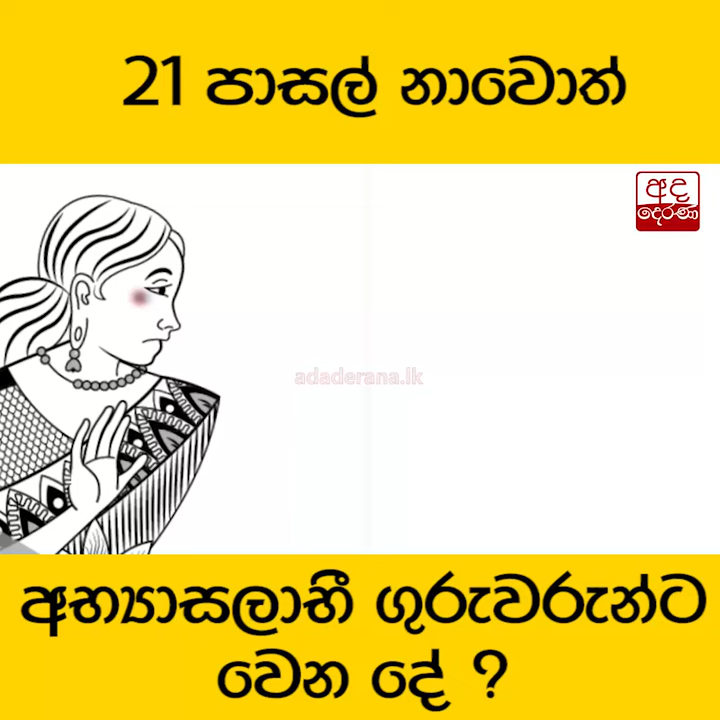 21 පාසල් නාවොත්
අද
දෙරණ
adaderana.lk
අභ්‍යාසලාභී ගුරුවරුන්ට
වෙන දේ ?